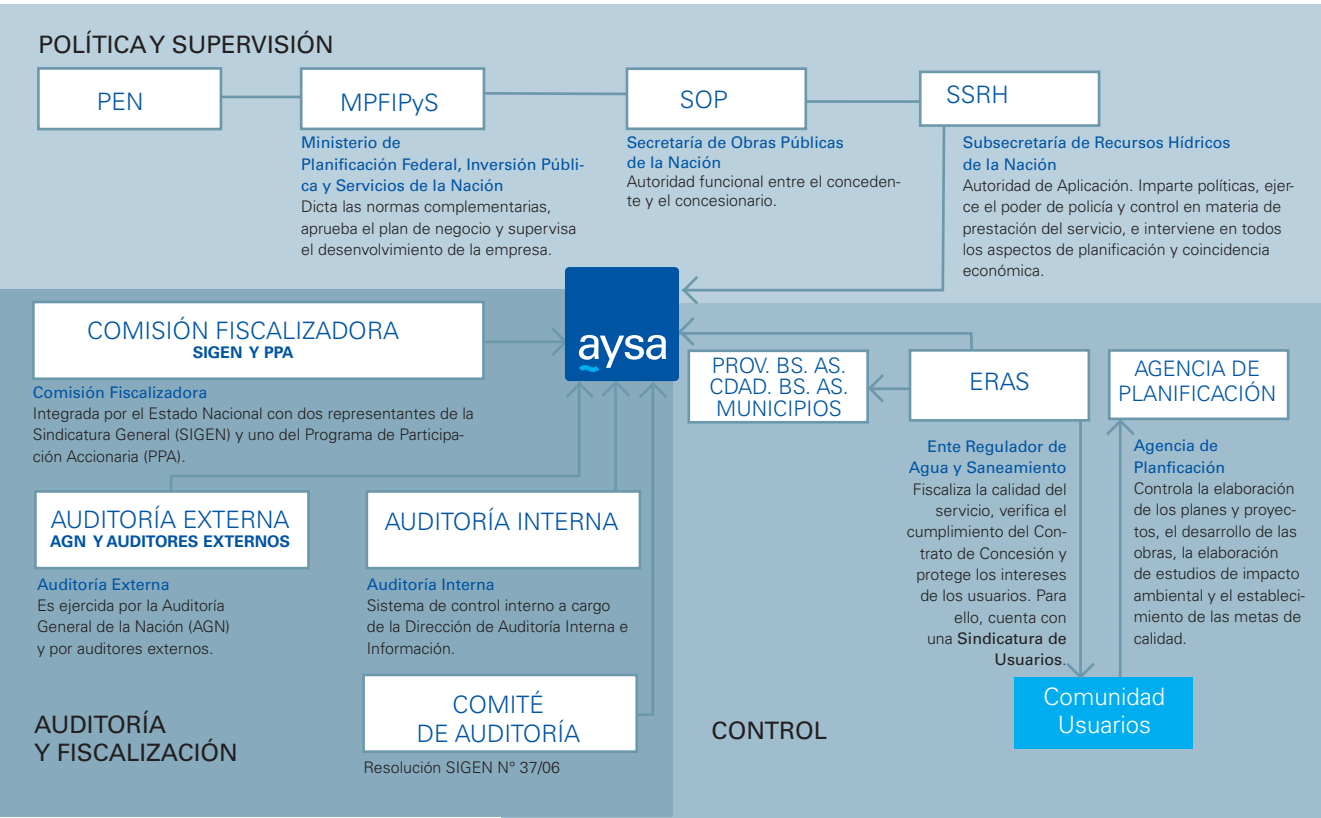 POLÍTICA Y SUPERVISIÓN
PEN
MPFIPyS
SOP
SSRH
Ministerio de
Planificación Federal, Inversión Públi-
ca y Servicios de la Nación
Dicta las normas complementarias,
aprueba el plan de negocio y supervisa
el desenvolvimiento de la empresa.
Secretaría de Obras Públicas
de la Nación
Autoridad funcional entre el conceden-
te y el concesionario.
Subsecretaría de Recursos Hídricos
de la Nación
Autoridad de Aplicación. Imparte políticas, ejer-
ce el poder de policía y control en materia de
prestación del servicio, e interviene en todos
los aspectos de planificación y coincidencia
económica.
aysa
COMISIÓN FISCALIZADORA
SIGEN Y PPA
Comisión Fiscalizadora
Integrada por el Estado Nacional con dos representantes de la
Sindicatura General (SIGEN) y uno del Programa de Participa-
ción Accionaria (PPA).
AUDITORÍA EXTERNA
AGN Y AUDITORES EXTERNOS
Auditoría Externa
Es ejercida por la Auditoría
General de la Nación (AGN)
y por auditores externos.
AUDITORÍA INTERNA
Auditoría Interna
Sistema de control interno a cargo
de la Dirección de Auditoría Interna e
Información.
COMITÉ
DE AUDITORÍA
Resolución SIGEN N° 37/06
AUDITORÍA
Y FISCALIZACIÓN
PROV. BS. AS.
CDAD. BS. AS.
MUNICIPIOS
ERAS
Ente Regulador de
Agua y Saneamiento
Fiscaliza la calidad del
servicio, verifica el
cumplimiento del Con-
trato de Concesión y
protege los intereses
de los usuarios. Para
ello, cuenta con
una Sindicatura de
Usuarios.
AGENCIA DE
PLANIFICACIÓN
Agencia de
Planficación
Controla la elaboración
de los planes y proyec-
tos, el desarrollo de las
obras, la elaboración
de estudios de impacto
ambiental y el estableci-
miento de las metas de
calidad.
Comunidad
Usuarios
CONTROL